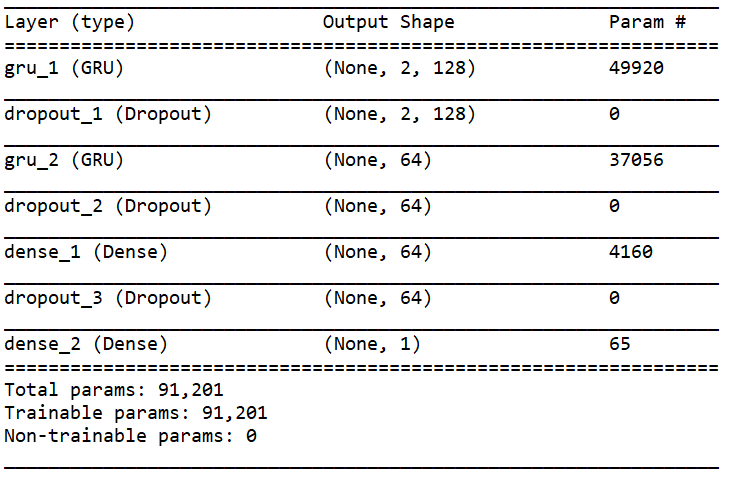 Layer (type) Output Shape Param #
=================================================================
gru_1 (GRU) (None, 2, 128) 49920
_________________________________________________________________
dropout_1 (Dropout) (None, 2, 128) 0
_________________________________________________________________
gru_2 (GRU) (None, 64) 37056
_________________________________________________________________
dropout_2 (Dropout) (None, 64) 0
_________________________________________________________________
dense_1 (Dense) (None, 64) 4160
_________________________________________________________________
dropout_3 (Dropout) (None, 64) 0
_________________________________________________________________
dense_2 (Dense) (None, 1) 65
=================================================================
Total params: 91,201
Trainable params: 91,201
Non-trainable params: 0
_________________________________________________________________